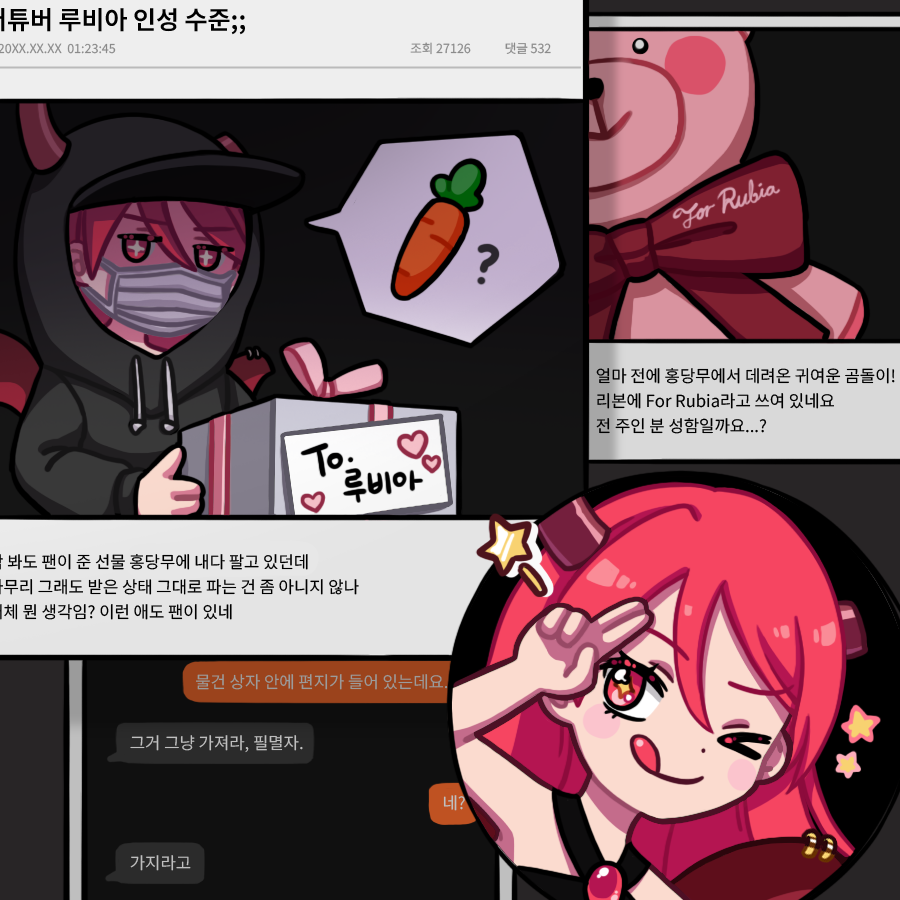 튜버 루비아 인성 수준;;
20XX.XX.XX 01:23:45
조회 27126
댓글 532
?
To.
루비아
봐도 팬이 준 선물 홍당무에 내다 팔고 있던데
무리 그래도 받은 상태 그대로 파는 건 좀 아니지 않나
체 뭔 생각임? 이런 애도 팬이 있네
For Rubia
얼마 전에 홍당무에서 데려온 귀여운 곰돌이!
리본에 For Rubia라고 쓰여 있네요
전 주인 분 성함일까요...?
물건 상자 안에 편지가 들어 있는데요.
그거 그냥 가져라, 필멸자.
네?
가지라고